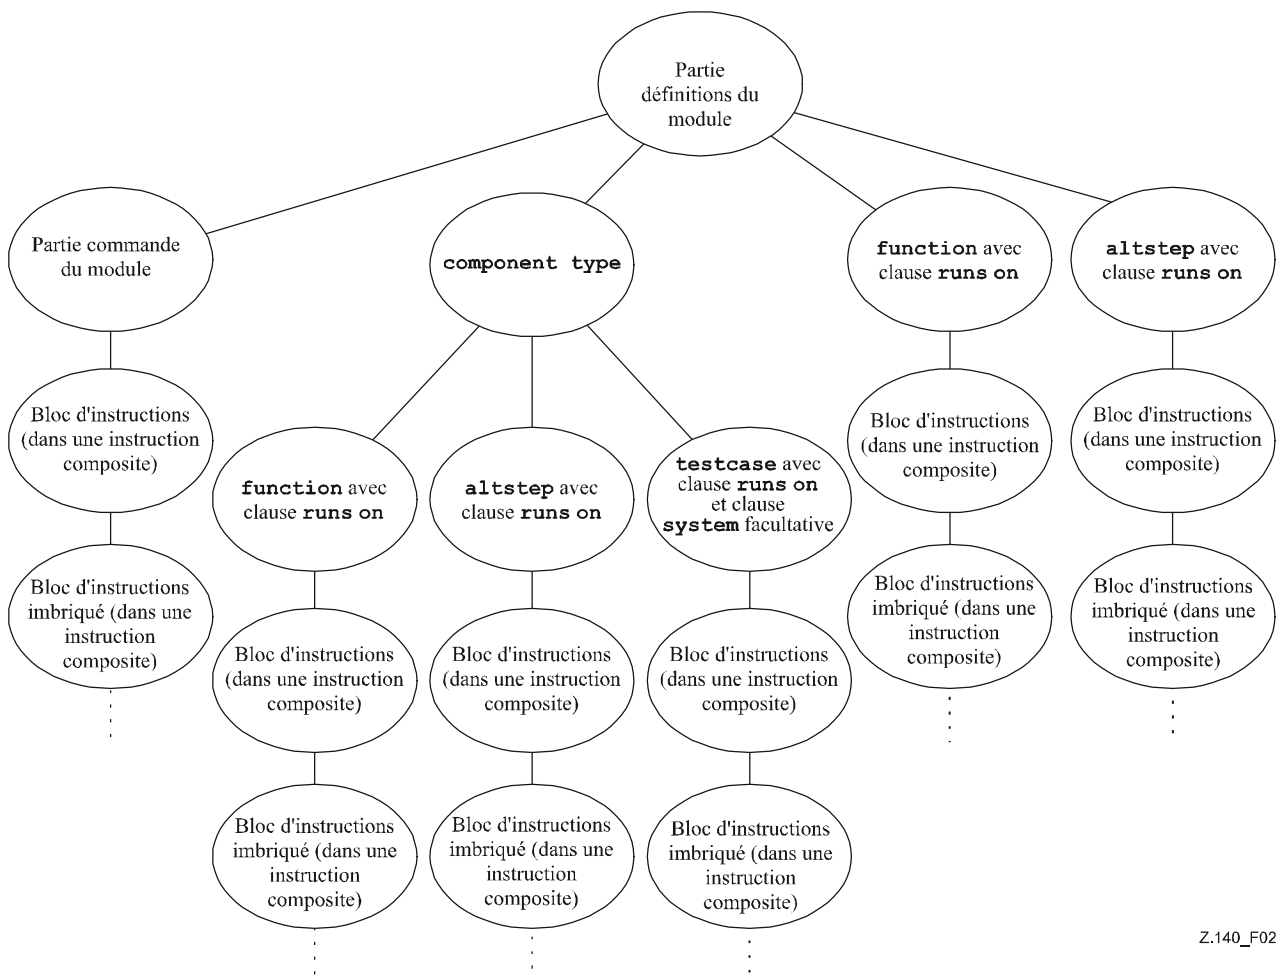 Partie
définitions du
module
Partie commande
du module
component type
function avec
clause runs on
altstep avec
clause runs on
Bloc d'instructions
(dans une instruction
composite)
Bloc d'instructions
(dans une instruction
composite)
Bloc d'instructions
(dans une instruction
composite)
function avec
clause runs on
altstep avec
clause runs on
testcase avec
clause runs on
et clause
system facultative
Bloc d'instructions
imbriqué (dans une
instruction
composite)
Bloc d'instructions
imbriqué (dans une
instruction
composite)
Bloc d'instructions
imbriqué (dans une
instruction
composite)
Bloc d'instructions
(dans une instruction
composite)
Bloc d'instructions
(dans une instruction
composite)
Bloc d'instructions
(dans une instruction
composite)
Bloc d'instructions
imbriqué (dans une
instruction
composite)
Bloc d'instructions
imbriqué (dans une
instruction
composite)
Bloc d'instructions
imbriqué (dans une
instruction
composite)
Z.140_F02